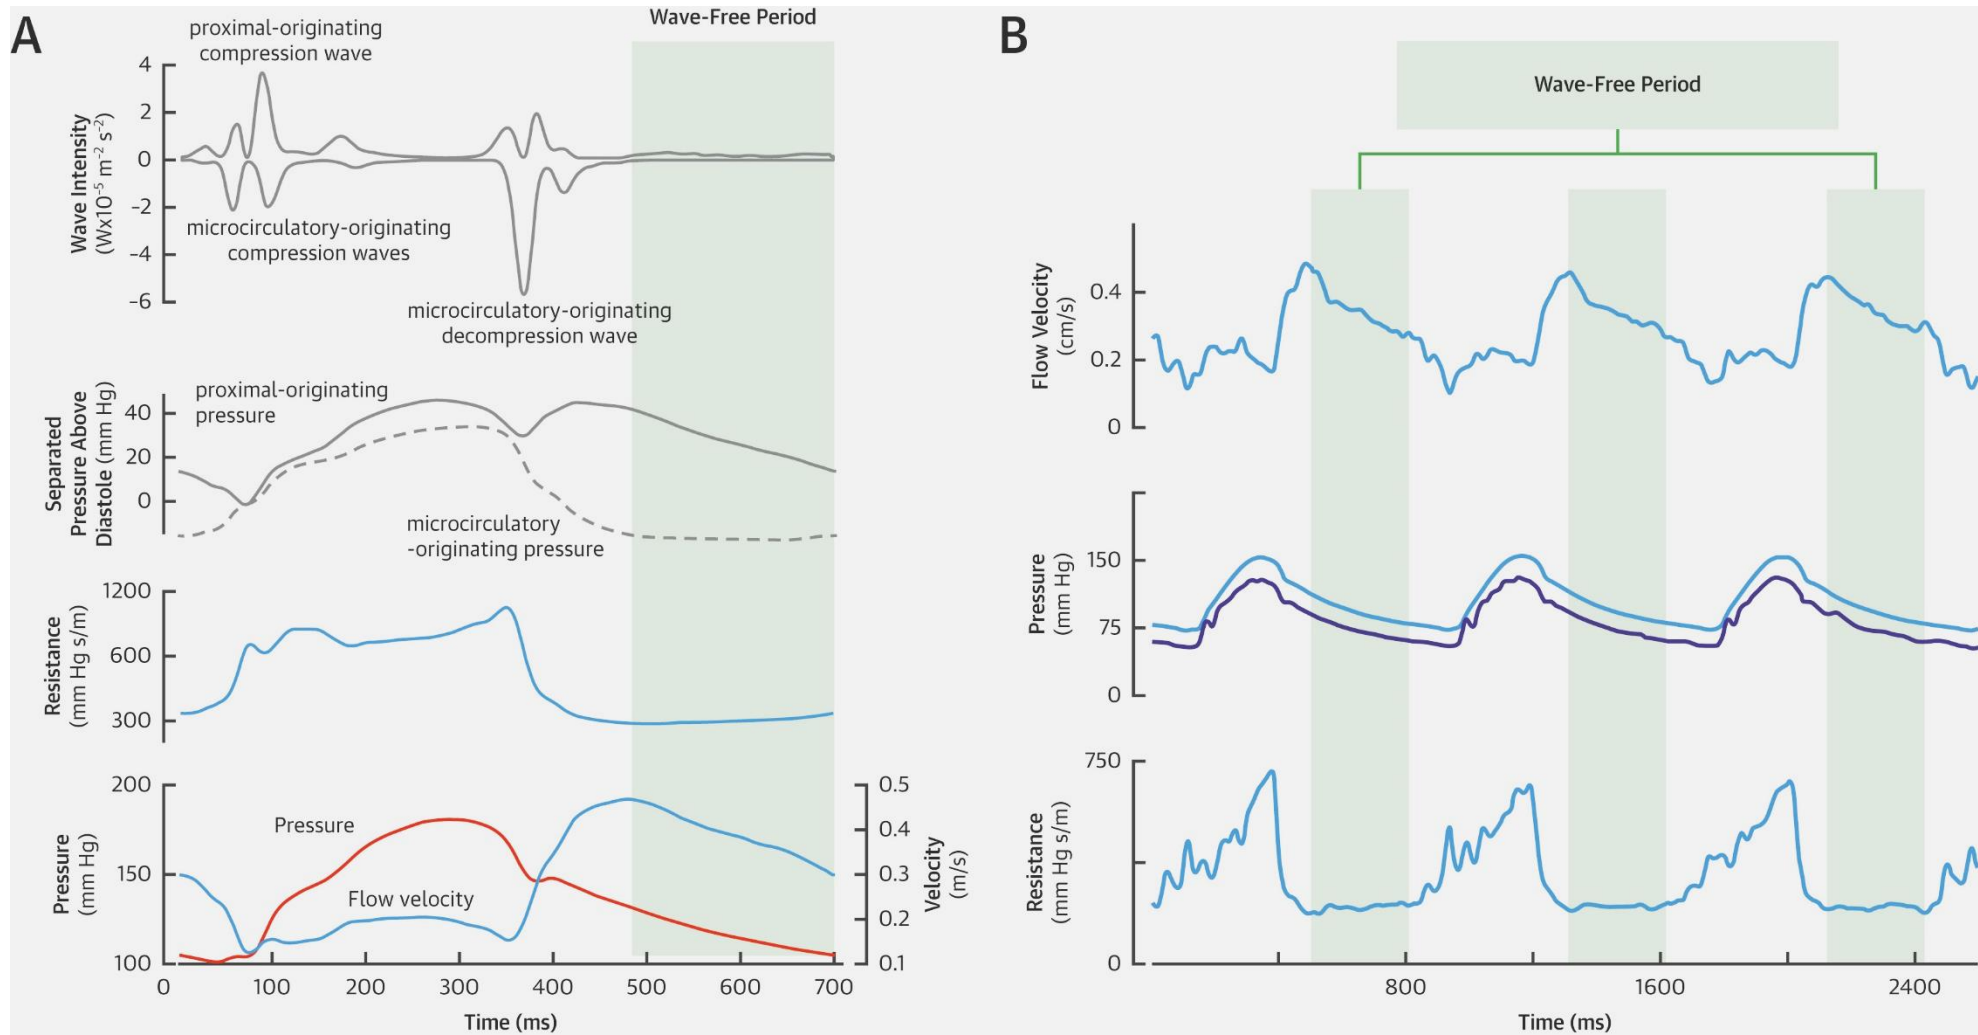 A
Wave-Free Period
proximal-originating
compression wave
4
2
0
-2
-4
-6
Wave Intensity
(Wx10⁻⁵ m⁻² s⁻²)
microcirculatory-originating
compression waves
microcirculatory-originating
decompression wave
40
20
0
Separated
Pressure Above
Diastole (mm Hg)
proximal-originating
pressure
microcirculatory
-originating pressure
1200
600
300
Resistance
(mm Hg s/m)
200
150
100
Pressure
(mm Hg)
Pressure
Flow velocity
0.5
0.4
0.3
0.2
0.1
Velocity
(m/s)
0 100 200 300 400 500 600 700
Time (ms)
B
Wave-Free Period
0.4
0.2
0
Flow Velocity
(cm/s)
150
75
0
Pressure
(mm Hg)
750
0
Resistance
(mm Hg s/m)
800 1600 2400
Time (ms)